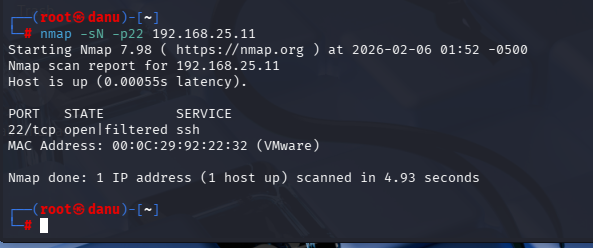 ┌──(root㉿danu)-[~]
└─# nmap -sN -p22 192.168.25.11
Starting Nmap 7.98 ( https://nmap.org ) at 2026-02-06 01:52 -0500
Nmap scan report for 192.168.25.11
Host is up (0.00055s latency).

PORT   STATE         SERVICE
22/tcp open|filtered ssh
MAC Address: 00:0C:29:92:22:32 (VMware)

Nmap done: 1 IP address (1 host up) scanned in 4.93 seconds

┌──(root㉿danu)-[~]
└─#